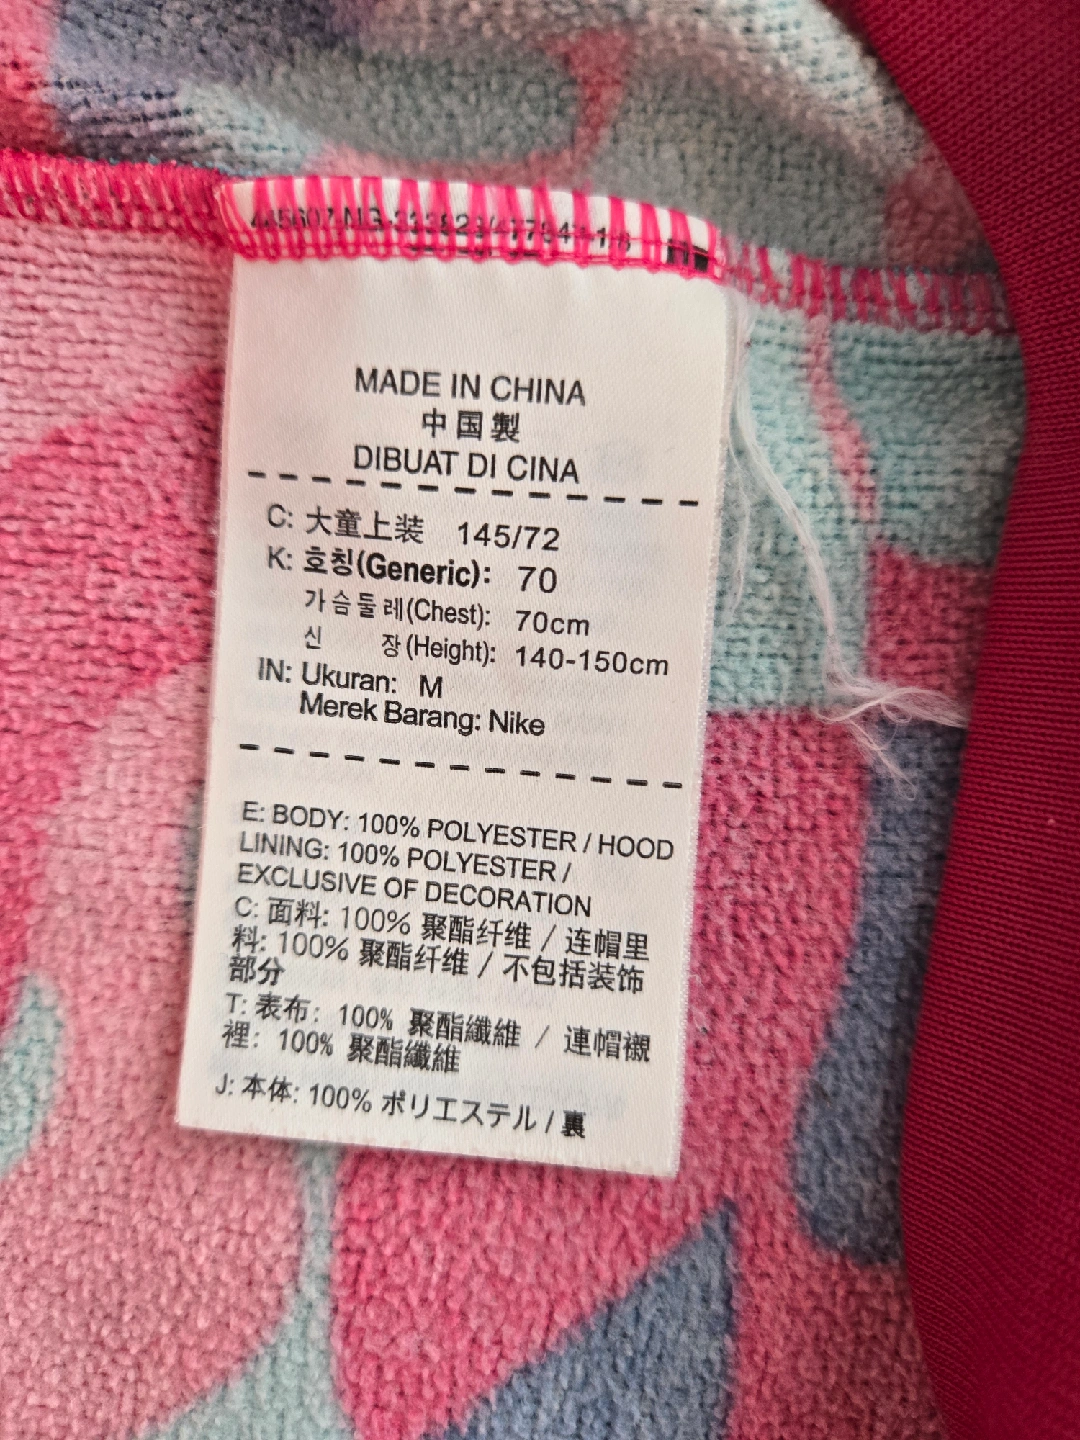 MADE IN CHINA
中国製
DIBUAT DI CINA
C: 大童上装 145/72
K: 호칭(Generic): 70
가슴둘레(Chest): 70cm
신 장(Height): 140-150cm
IN: Ukuran: M
Merek Barang: Nike
E: BODY: 100% POLYESTER / HOOD
LINING: 100% POLYESTER /
EXCLUSIVE OF DECORATION
C: 面料: 100% 聚酯纤维 / 连帽里
料: 100% 聚酯纤维 / 不包括装饰
部分
T: 表布: 100% 聚酯纖維 / 連帽襯
裡: 100% 聚酯纖維
J: 本体: 100% ポリエステル / 裏